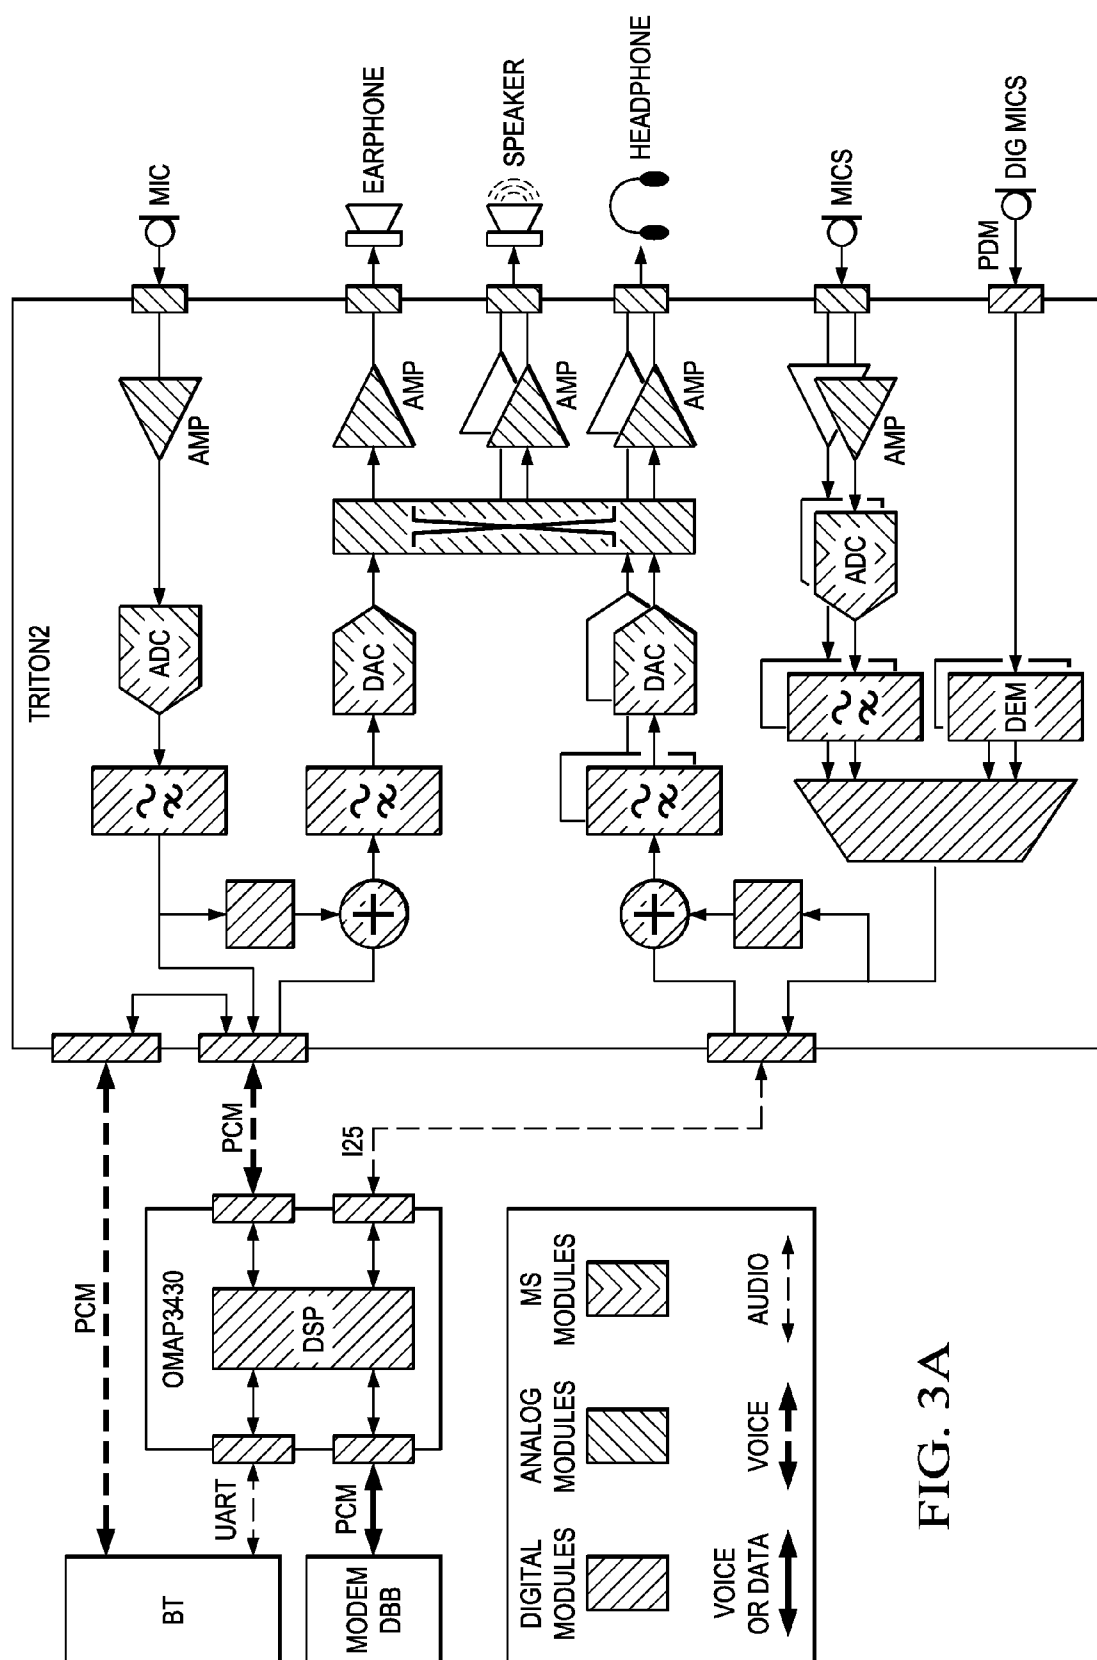 MIC
EARPHONE
SPEAKER
HEADPHONE
MICS
DIG MICS
PDM
AMP
AMP
AMP
AMP
AMP
TRITON2
ADC
DAC
DAC
ADC
DEM
PCM
PCM
I25
OMAP3430
DSP
UART
PCM
BT
MODEM
DBB
DIGITAL
MODULES
ANALOG
MODULES
MS
MODULES
VOICE
OR DATA
VOICE
AUDIO
FIG. 3A